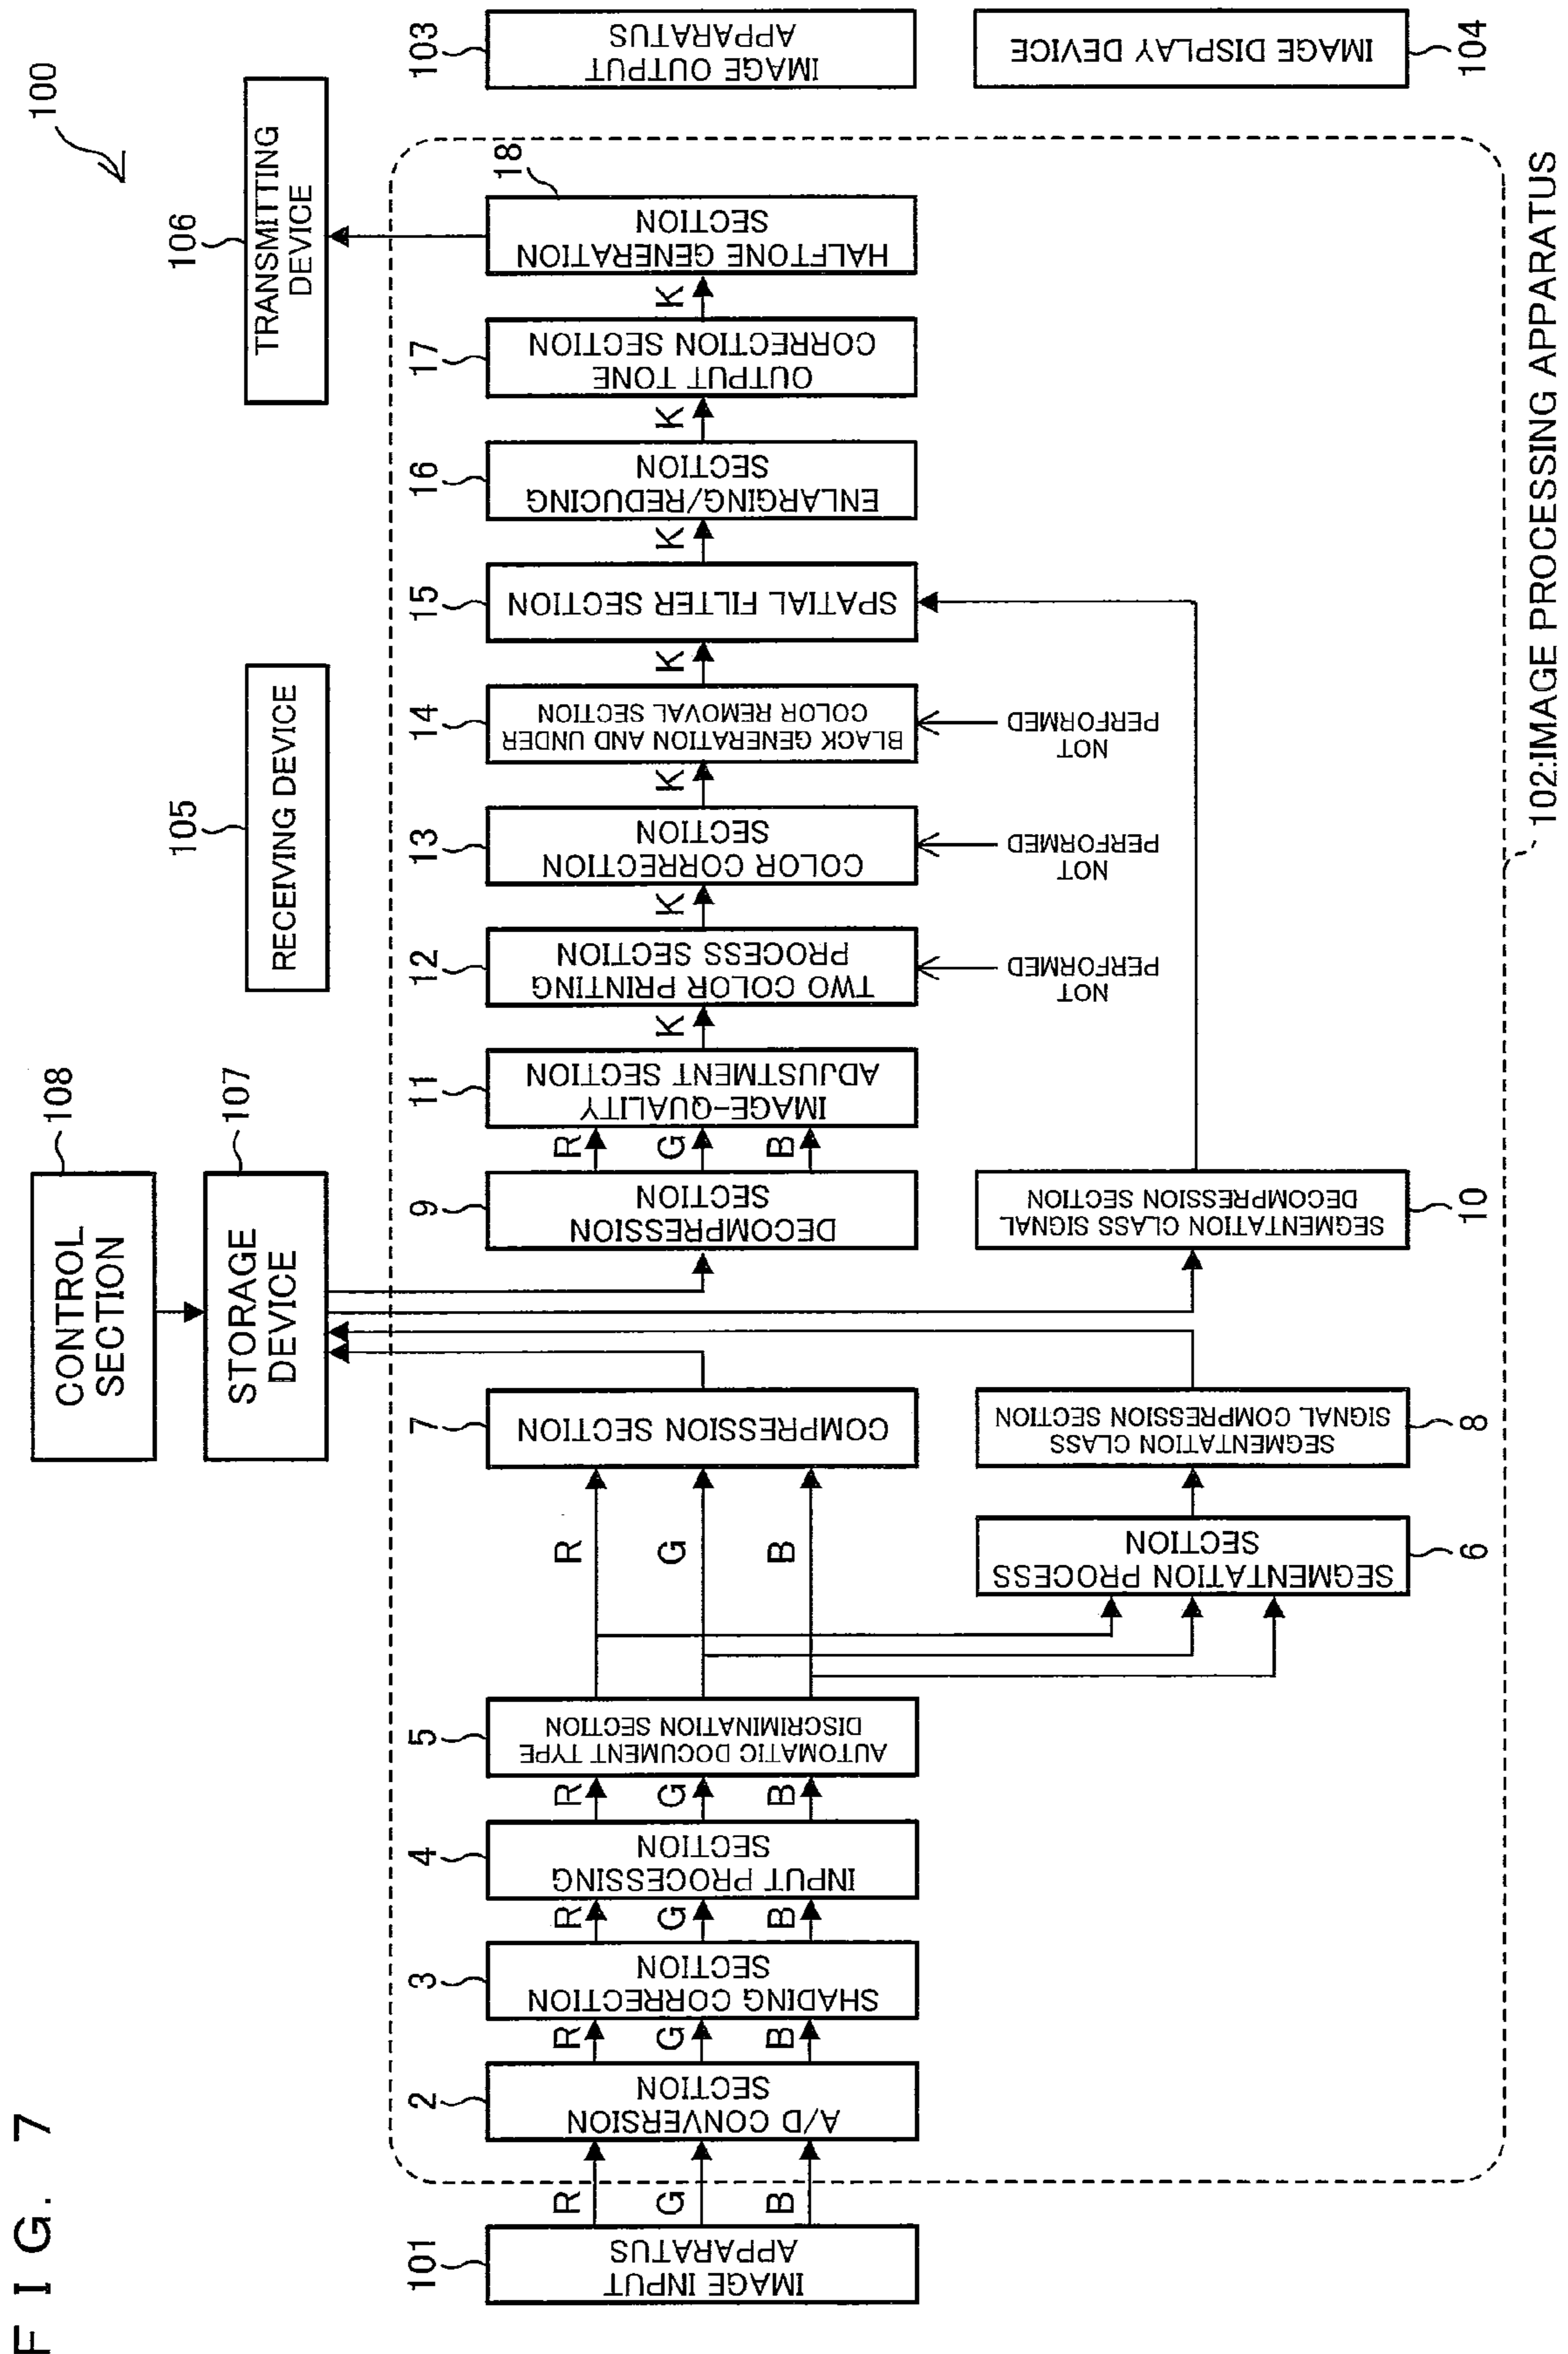 F I G. 7
100
108
CONTROL
SECTION
107
STORAGE
DEVICE
105
RECEIVING DEVICE
106
TRANSMITTING
DEVICE
101
IMAGE INPUT
APPARATUS
R
G
B
2
A/D CONVERSION
SECTION
R
G
B
3
SHADING CORRECTION
SECTION
R
G
B
4
INPUT PROCESSING
SECTION
R
G
B
5
AUTOMATIC DOCUMENT TYPE
DISCRIMINATION SECTION
R
G
B
7
COMPRESSION SECTION
9
DECOMPRESSION
SECTION
R
G
B
11
IMAGE-QUALITY
ADJUSTMENT SECTION
K
12
TWO COLOR PRINTING
PROCESS SECTION
K
13
COLOR CORRECTION
SECTION
K
14
BLACK GENERATION AND UNDER
COLOR REMOVAL SECTION
K
15
SPATIAL FILTER SECTION
K
16
ENLARGING/REDUCING
SECTION
K
17
OUTPUT TONE
CORRECTION SECTION
K
18
HALFTONE GENERATION
SECTION
103
IMAGE OUTPUT
APPARATUS
NOT
PERFORMED
NOT
PERFORMED
NOT
PERFORMED
SEGMENTATION PROCESS
SECTION
6
SEGMENTATION CLASS
SIGNAL COMPRESSION SECTION
8
SEGMENTATION CLASS SIGNAL
DECOMPRESSION SECTION
10
IMAGE DISPLAY DEVICE
104
102:IMAGE PROCESSING APPARATUS